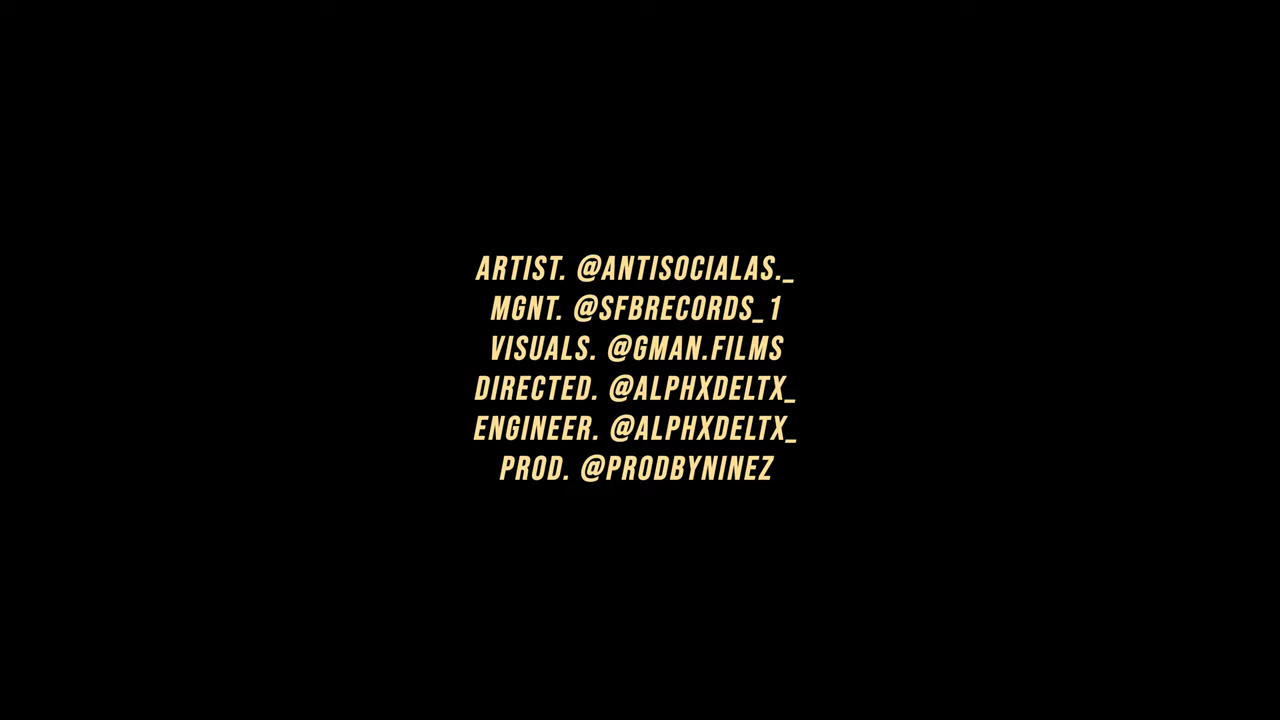 ARTIST. @ANTISOCIALAS._
MGNT. @SFBRECORDS_1
VISUALS. @GMAN.FILMS
DIRECTED. @ALPHXDELTX_
ENGINEER. @ALPHXDELTX_
PROD. @PRODBYNINEZ